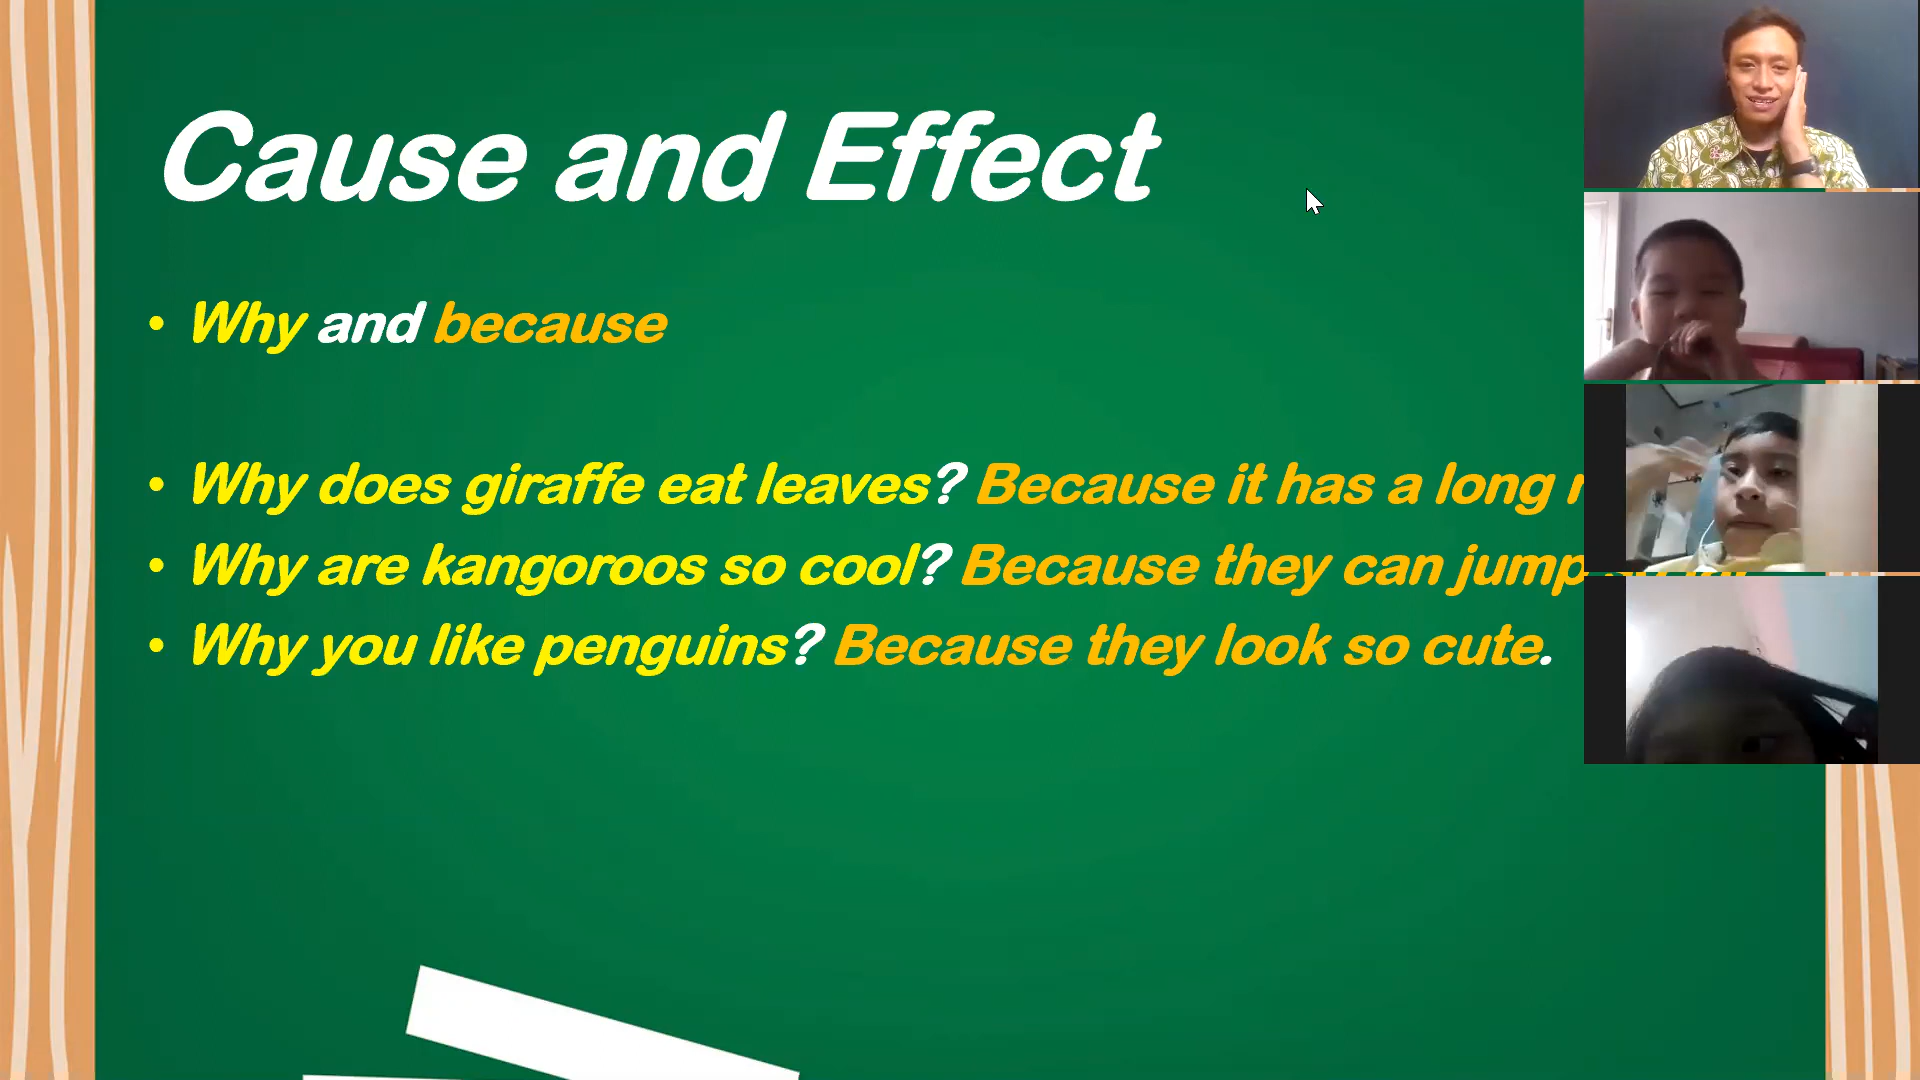 Cause and Effect
• Why and because
• Why does giraffe eat leaves? Because it has a long
• Why are kangoroos so cool? Because they can jump
• Why you like penguins? Because they look so cute.